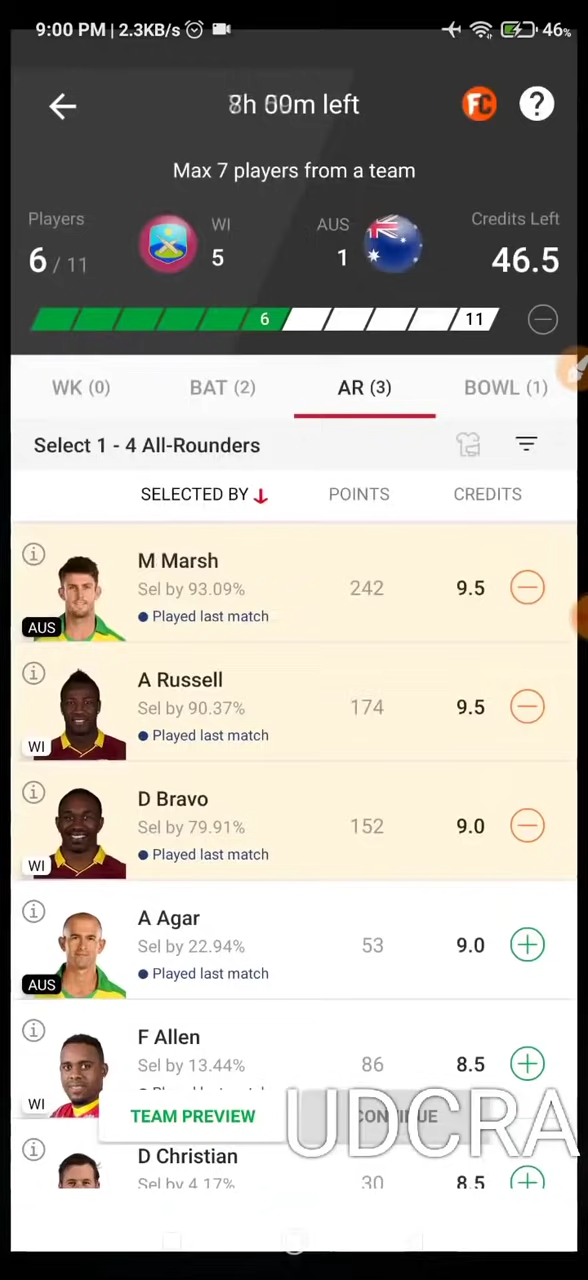 9:00 PM | 2.3KB/s 46%
left
FC ?
Max 7 players from a team
Players WI AUS Credits Left
6 / 11 5 1 46.5
6 11
WK (0) BAT (2) AR (3) BOWL (1)
Select 1 - 4 All-Rounders
SELECTED BY POINTS CREDITS
M Marsh
Sel by 93.09% 242 9.5
Played last match
AUS
A Russell
Sel by 90.37% 174 9.5
Played last match
WI
D Bravo
Sel by 79.91% 152 9.0
Played last match
WI
A Agar
Sel by 22.94% 53 9.0
Played last match
AUS
F Allen
Sel by 13.44% 86 8.5
WI
TEAM PREVIEW CONTINUE
UDCRA
D Christian
Sel by 4.17% 30 8.5